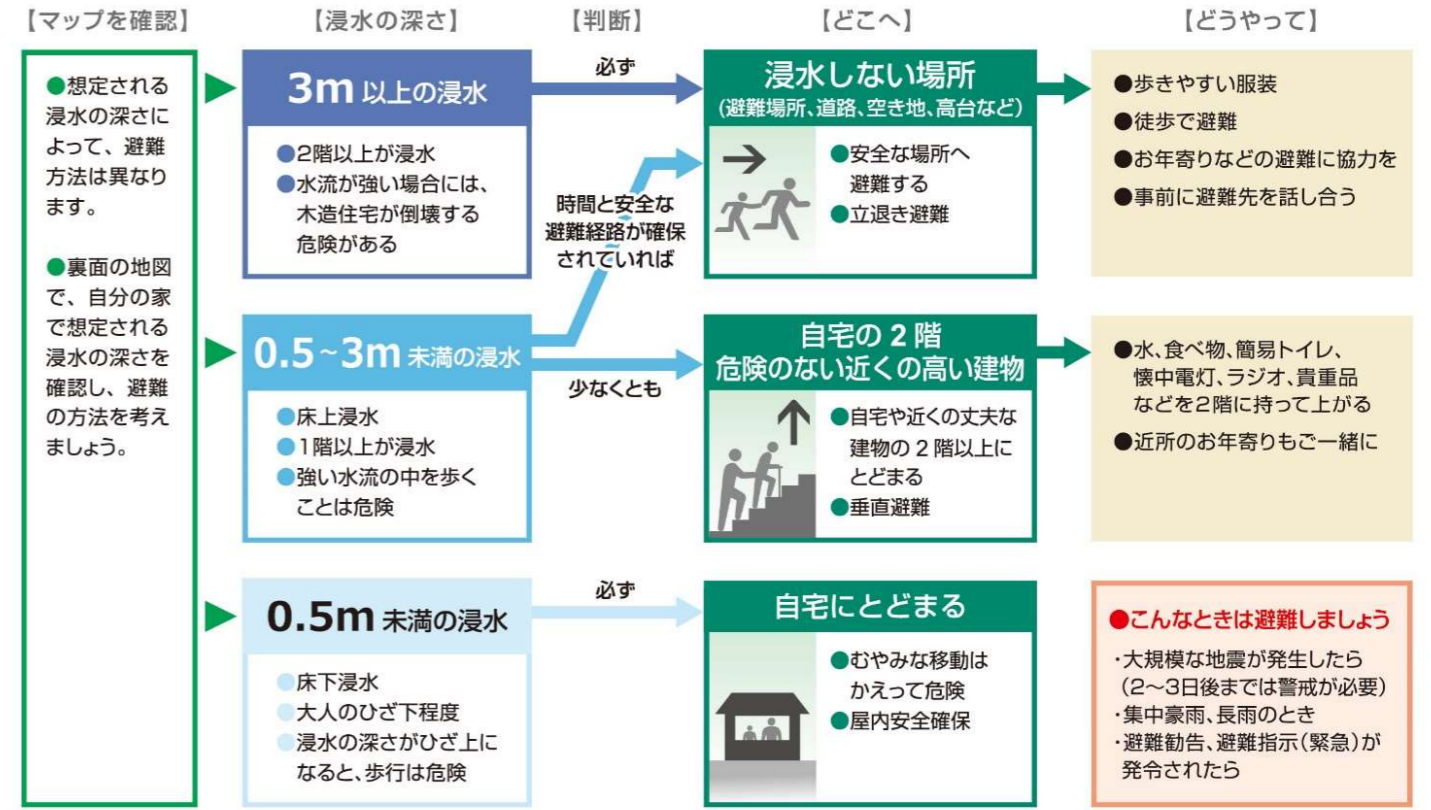 【マップを確認】
【浸水の深さ】
【判断】
【どこへ】
【どうやって】
●想定される
浸水の深さに
よって、避難
方法は異なり
ます。
●裏面の地図
で、自分の家
で想定される
浸水の深さを
確認し、避難
の方法を考え
ましょう。
3m 以上の浸水
●2階以上が浸水
●水流が強い場合には、
木造住宅が倒壊する
危険がある
必ず
時間と安全な
避難経路が確保
されていれば
浸水しない場所
(避難場所、道路、空き地、高台など)
●安全な場所へ
避難する
●立退き避難
●歩きやすい服装
●徒歩で避難
●お年寄りなどの避難に協力を
●事前に避難先を話し合う
0.5~3m 未満の浸水
●床上浸水
●1階以上が浸水
●強い水流の中を歩く
ことは危険
少なくとも
自宅の2階
危険のない近くの高い建物
●自宅や近くの丈夫な
建物の2階以上に
とどまる
●垂直避難
●水、食べ物、簡易トイレ、
懐中電灯、ラジオ、貴重品
などを2階に持って上がる
●近所のお年寄りもご一緒に
0.5m 未満の浸水
●床下浸水
●大人のひざ下程度
●浸水の深さがひざ上に
なると、歩行は危険
必ず
自宅にとどまる
●むやみな移動は
かえって危険
●屋内安全確保
●こんなときは避難しましょう
・大規模な地震が発生したら
(2〜3日後までは警戒が必要)
・集中豪雨、長雨のとき
・避難勧告、避難指示(緊急)が
発令されたら